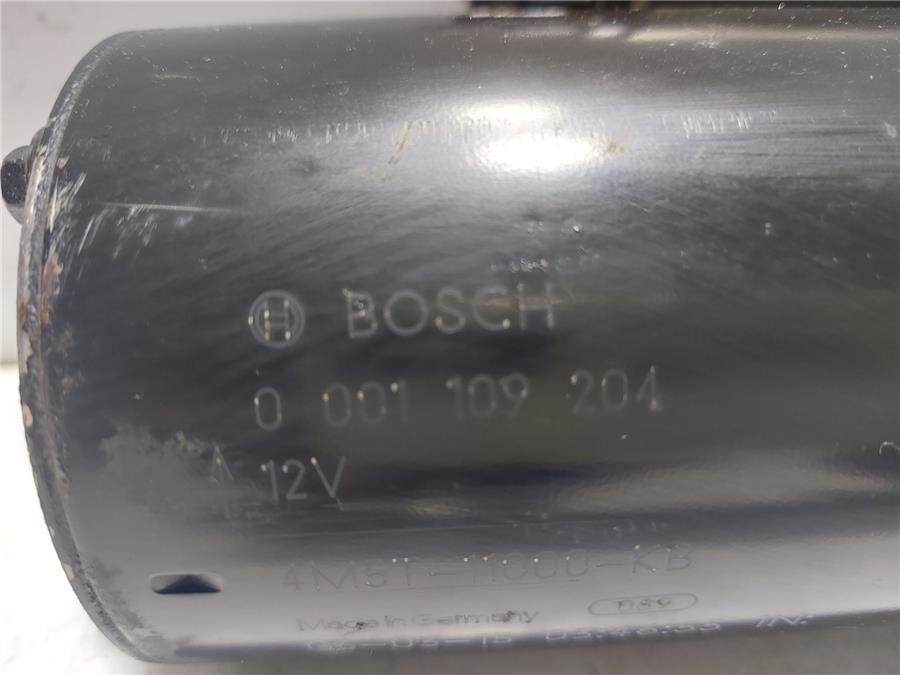 BOSCH
0 001 109 204
12V
4M5T-11000-KB
Made in Germany